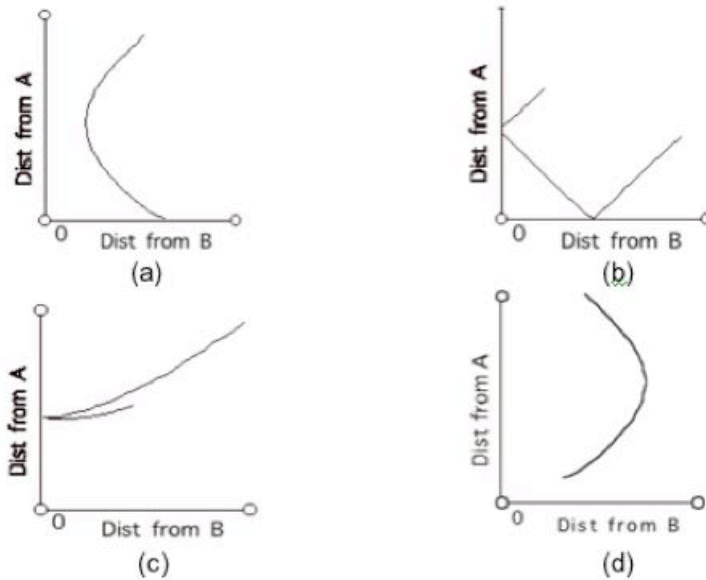 Dist from A
0
Dist from B
(a)
Dist from A
0
Dist from B
(b)
Dist from A
0
Dist from B
(c)
Dist from A
0
Dist from B
(d)